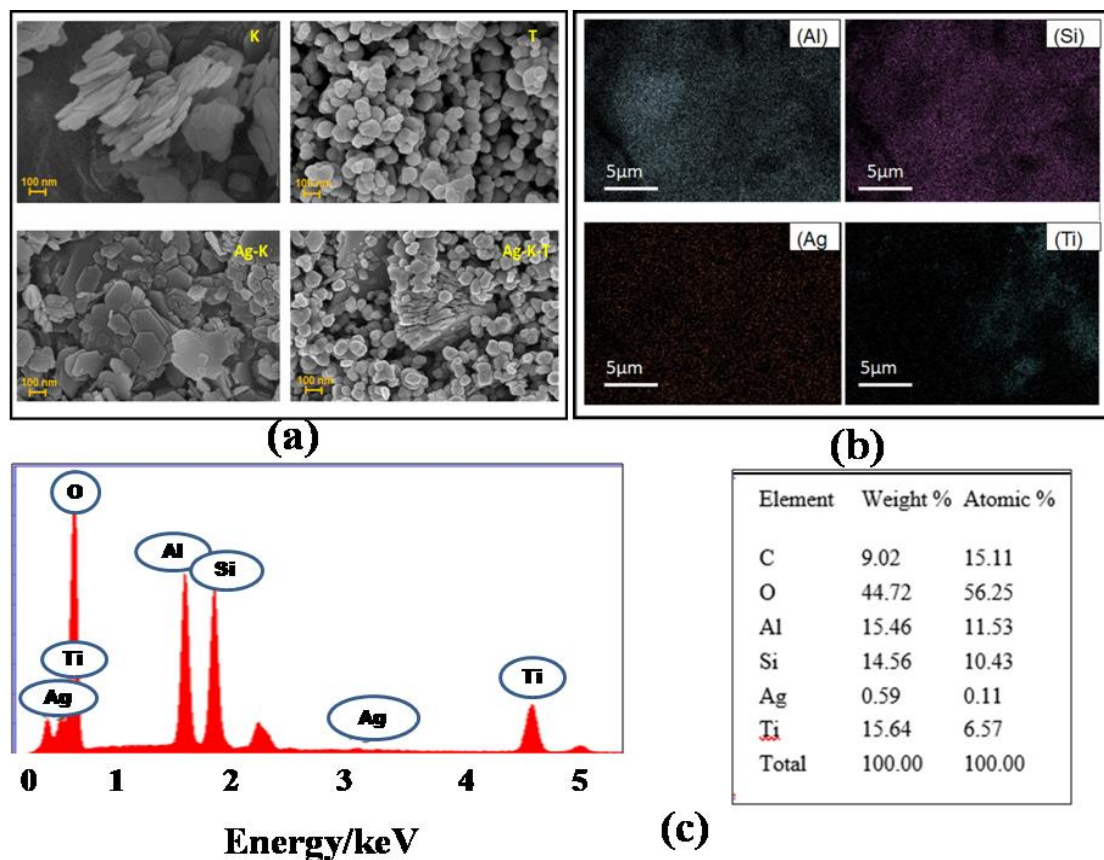 K
T
100 nm
100 nm
Ag-K
Ag-K-T
100 nm
100 nm
(a)
(Al)
(Si)
5µm
5µm
(Ag
(Ti)
5µm
5µm
(b)
O
Al
Si
Ti
Ag
Ag
Ti
0 1 2 3 4 5
Energy/keV
Element Weight % Atomic %
C 9.02 15.11
O 44.72 56.25
Al 15.46 11.53
Si 14.56 10.43
Ag 0.59 0.11
Ti 15.64 6.57
Total 100.00 100.00
(c)